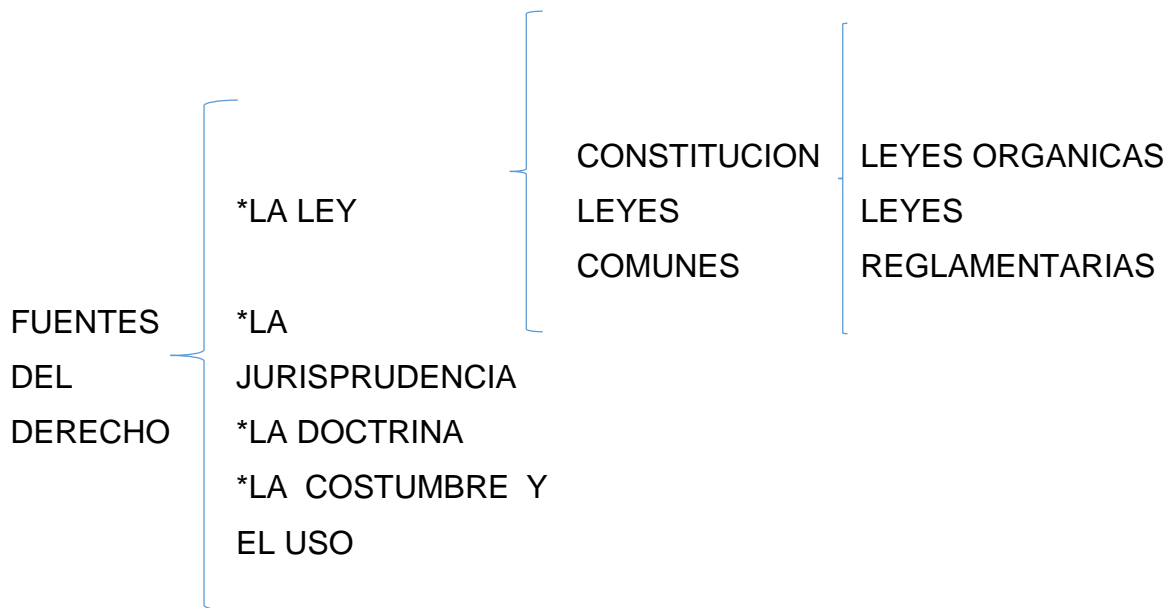 CONSTITUCION
LEYES ORGANICAS
*LA LEY
LEYES
LEYES
COMUNES
REGLAMENTARIAS
FUENTES
*LA
DEL
JURISPRUDENCIA
DERECHO
*LA DOCTRINA
*LA COSTUMBRE Y
EL USO